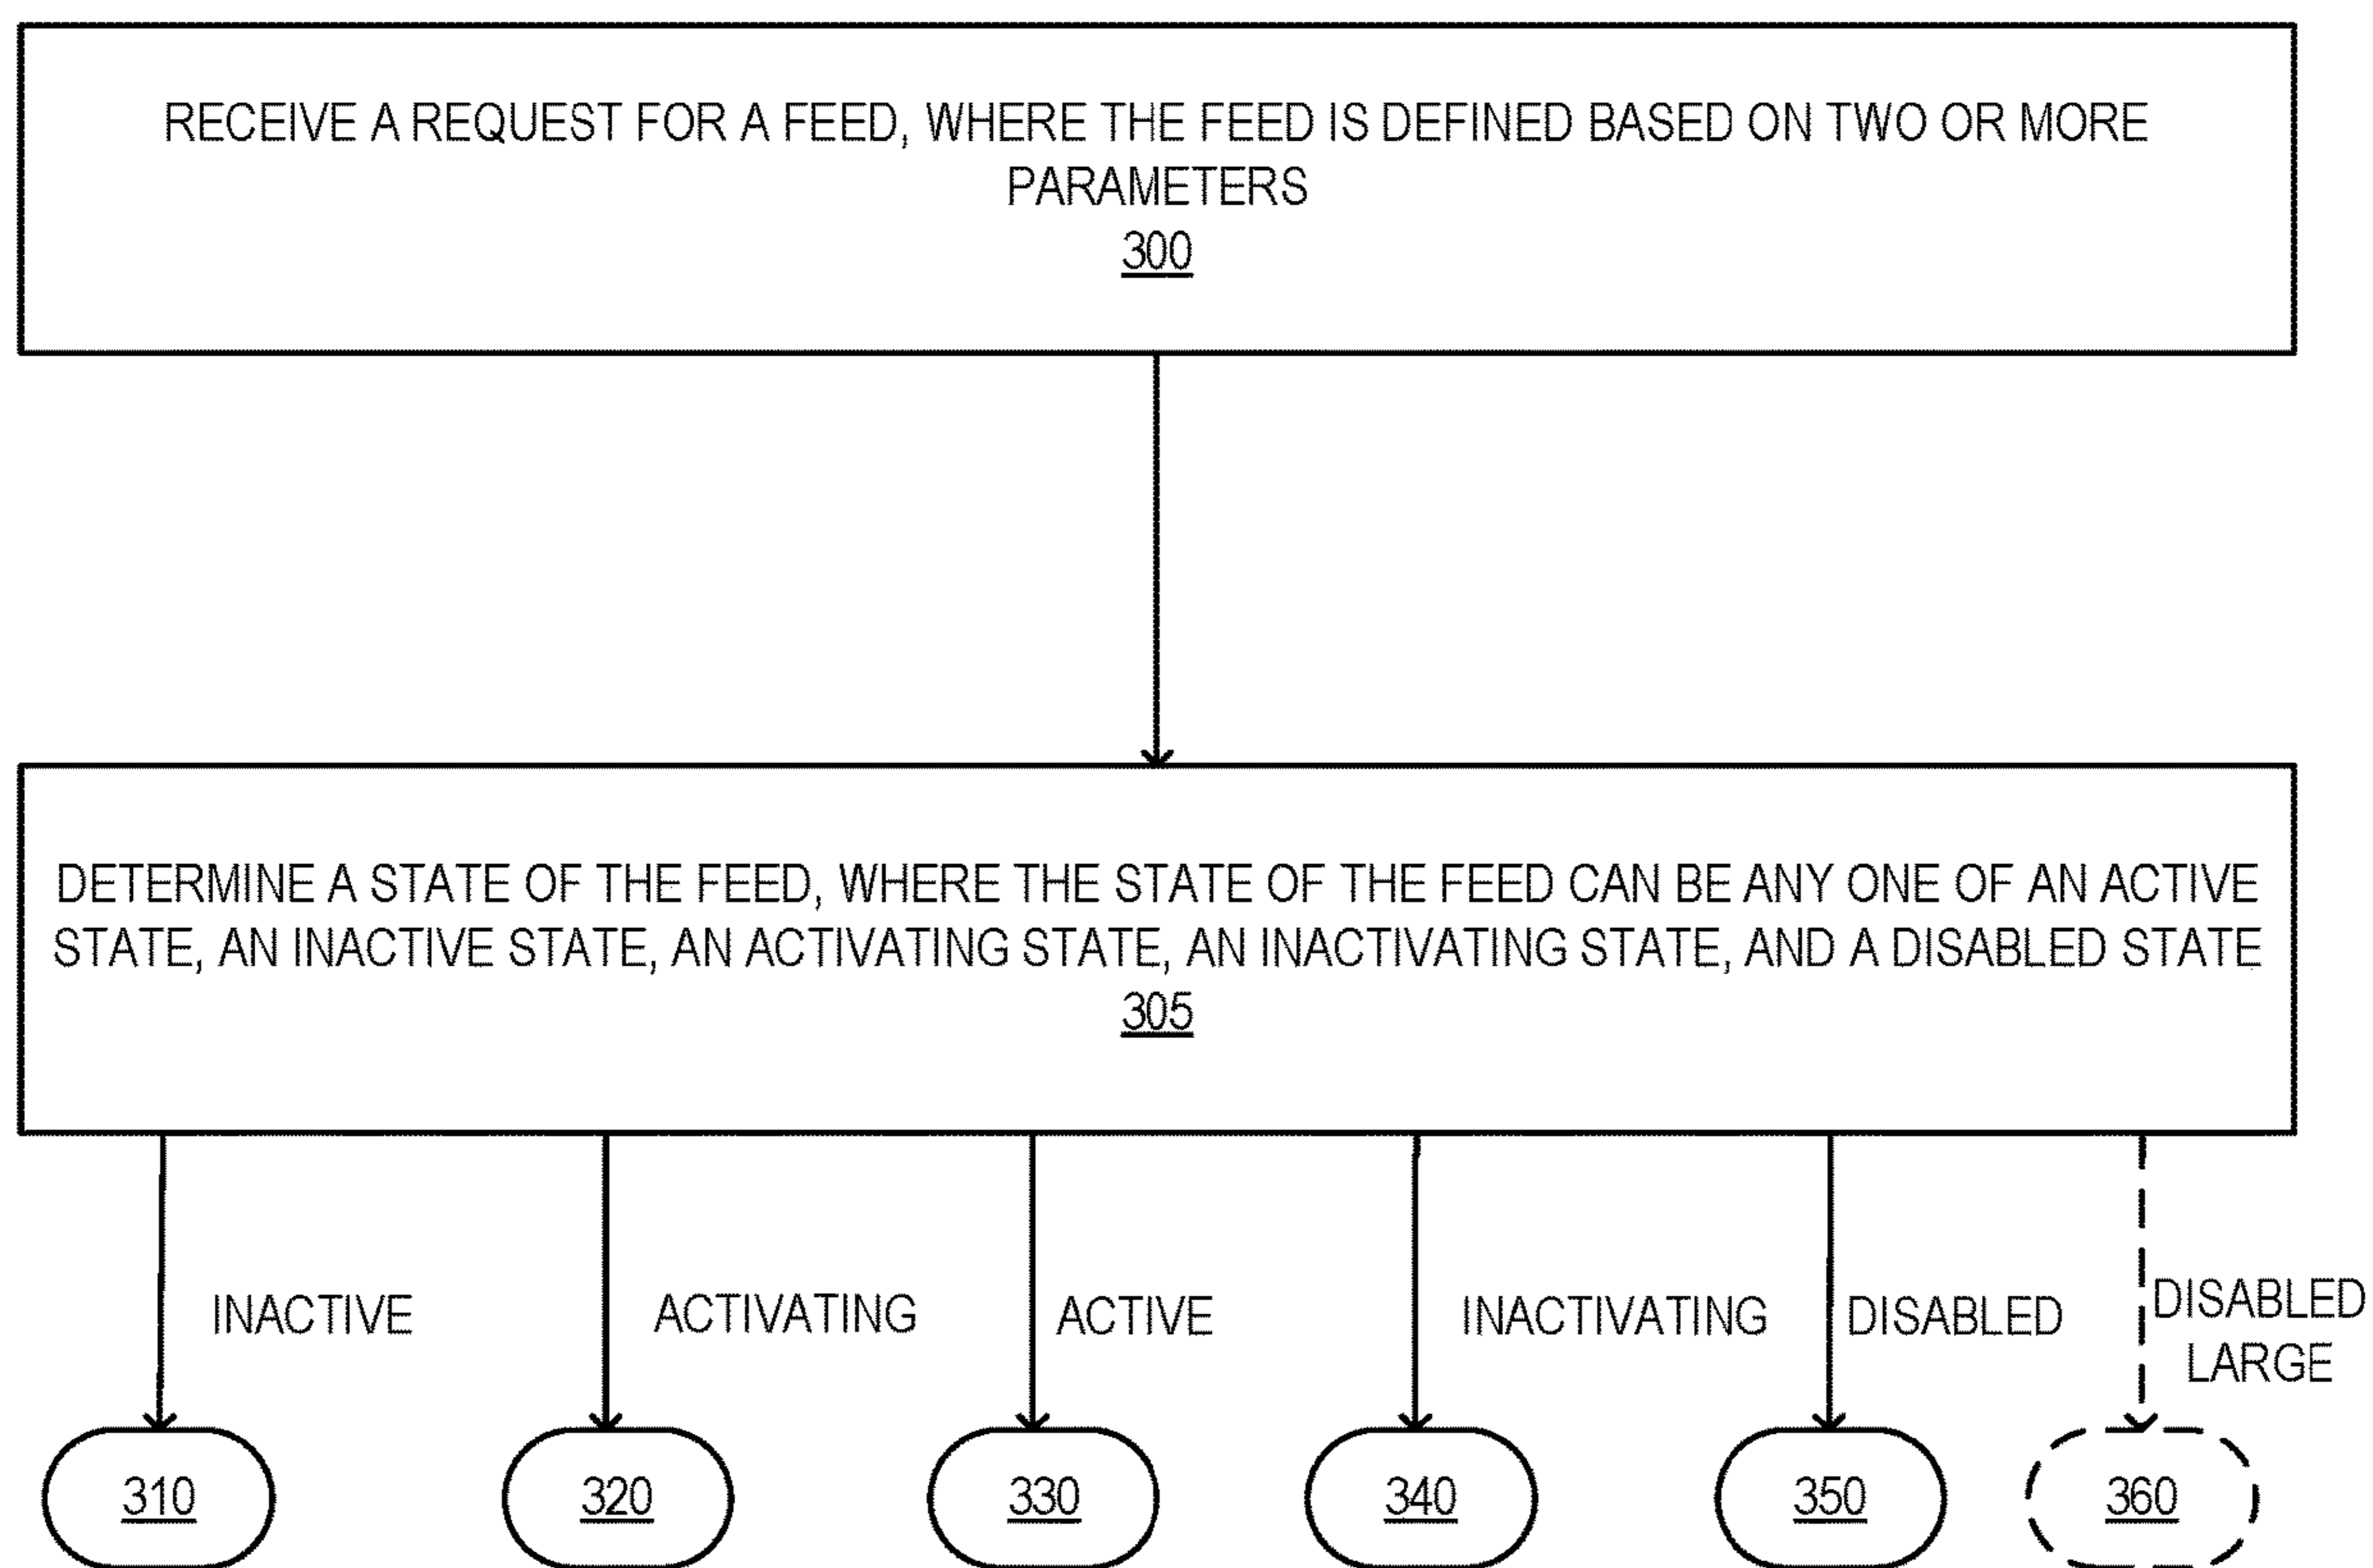 RECEIVE A REQUEST FOR A FEED, WHERE THE FEED IS DEFINED BASED ON TWO OR MORE
PARAMETERS
300
DETERMINE A STATE OF THE FEED, WHERE THE STATE OF THE FEED CAN BE ANY ONE OF AN ACTIVE
STATE, AN INACTIVE STATE, AN ACTIVATING STATE, AN INACTIVATING STATE, AND A DISABLED STATE
305
INACTIVE
ACTIVATING
ACTIVE
INACTIVATING
DISABLED
DISABLED
LARGE
310
320
330
340
350
360